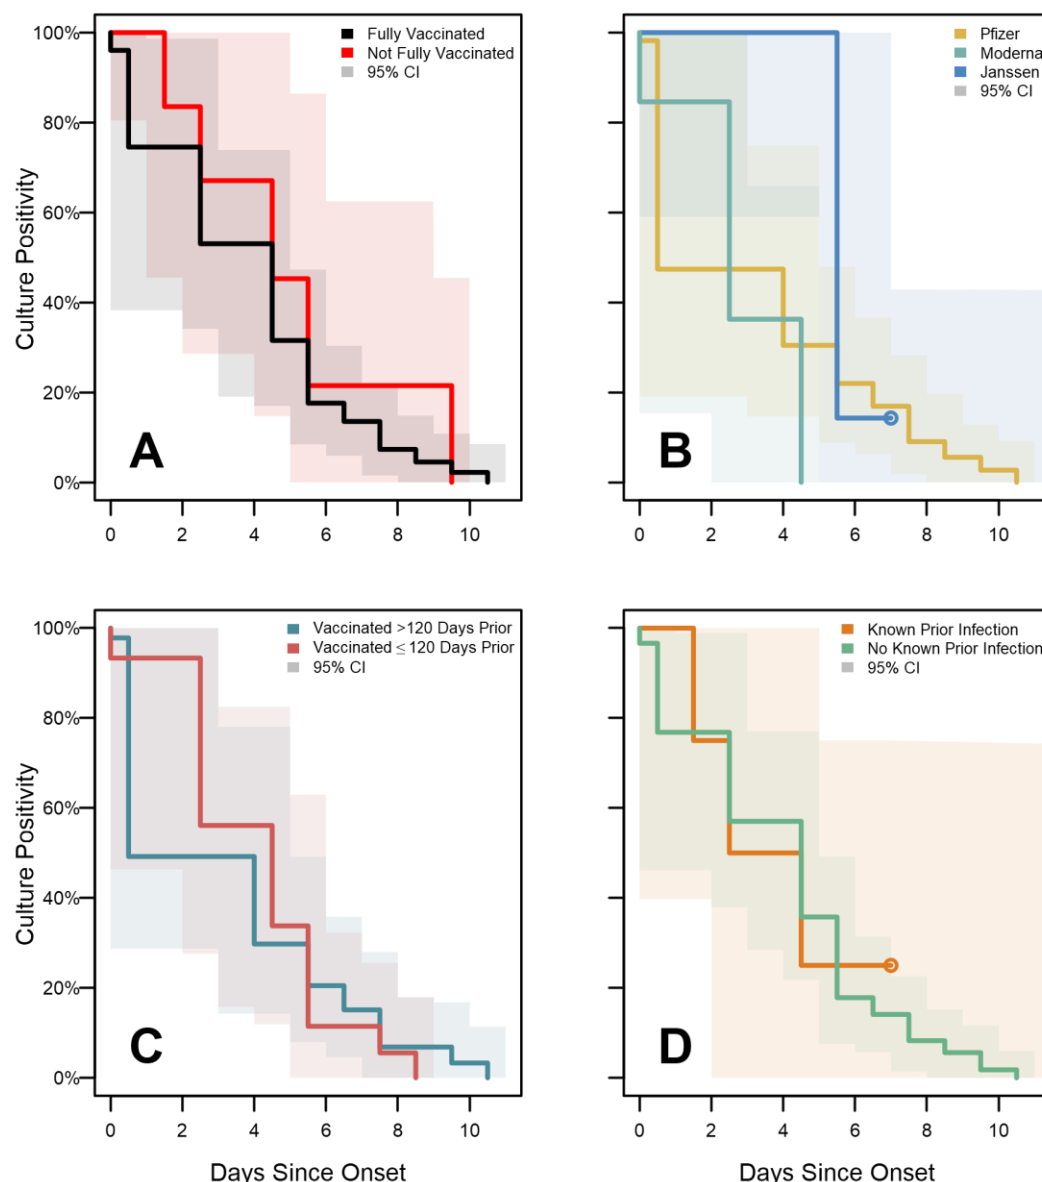 Fully Vaccinated
Not Fully Vaccinated
95% CI
100%
80%
60%
40%
20%
0%
Culture Positivity
A
0 2 4 6 8 10
Pfizer
Moderna
Janssen
95% CI
B
0 2 4 6 8 10
Vaccinated >120 Days Prior
Vaccinated ≤ 120 Days Prior
95% CI
100%
80%
60%
40%
20%
0%
Culture Positivity
C
0 2 4 6 8 10
Days Since Onset
Known Prior Infection
No Known Prior Infection
95% CI
D
0 2 4 6 8 10
Days Since Onset